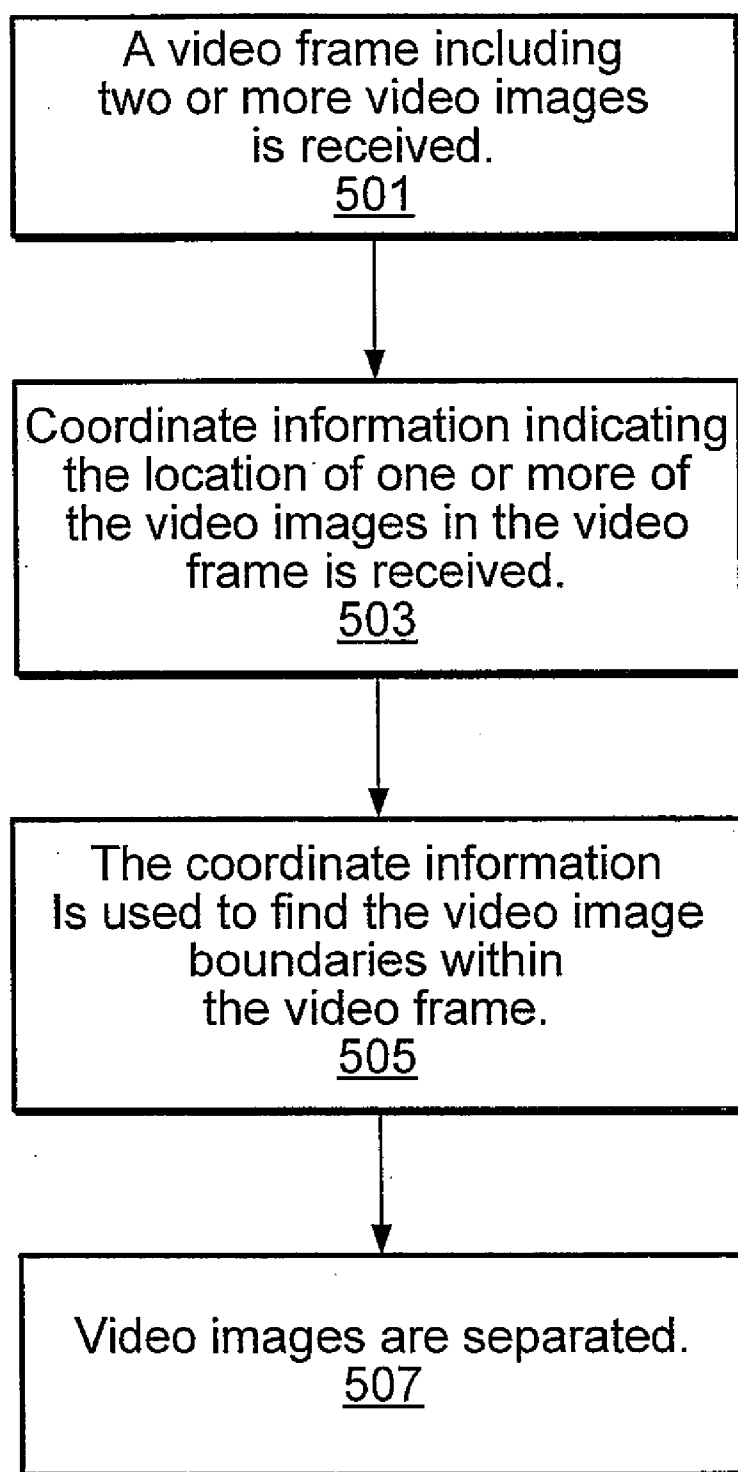 A video frame including
two or more video images
is received.
501
Coordinate information indicating
the location of one or more of
the video images in the video
frame is received.
503
The coordinate information
Is used to find the video image
boundaries within
the video frame.
505
Video images are separated.
507